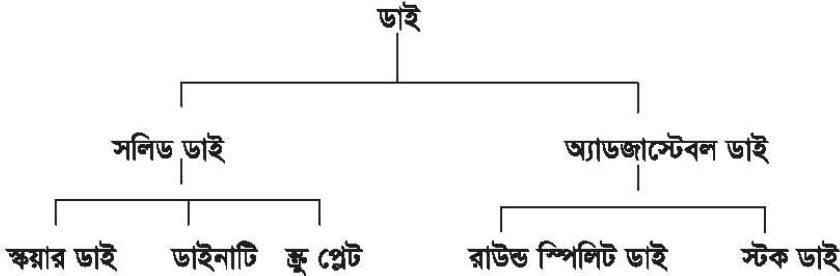 ডাই
সলিড ডাই অ্যাডজাস্টেবল ডাই
স্কয়ার ডাই ডাইনাটি স্ক্রু প্লেট রাউন্ড স্পিলিট ডাই স্টক ডাই